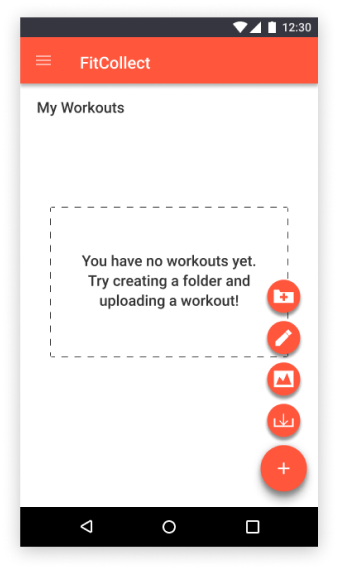 12:30
FitCollect
My Workouts
You have no workouts yet.
Try creating a folder and
uploading a workout!